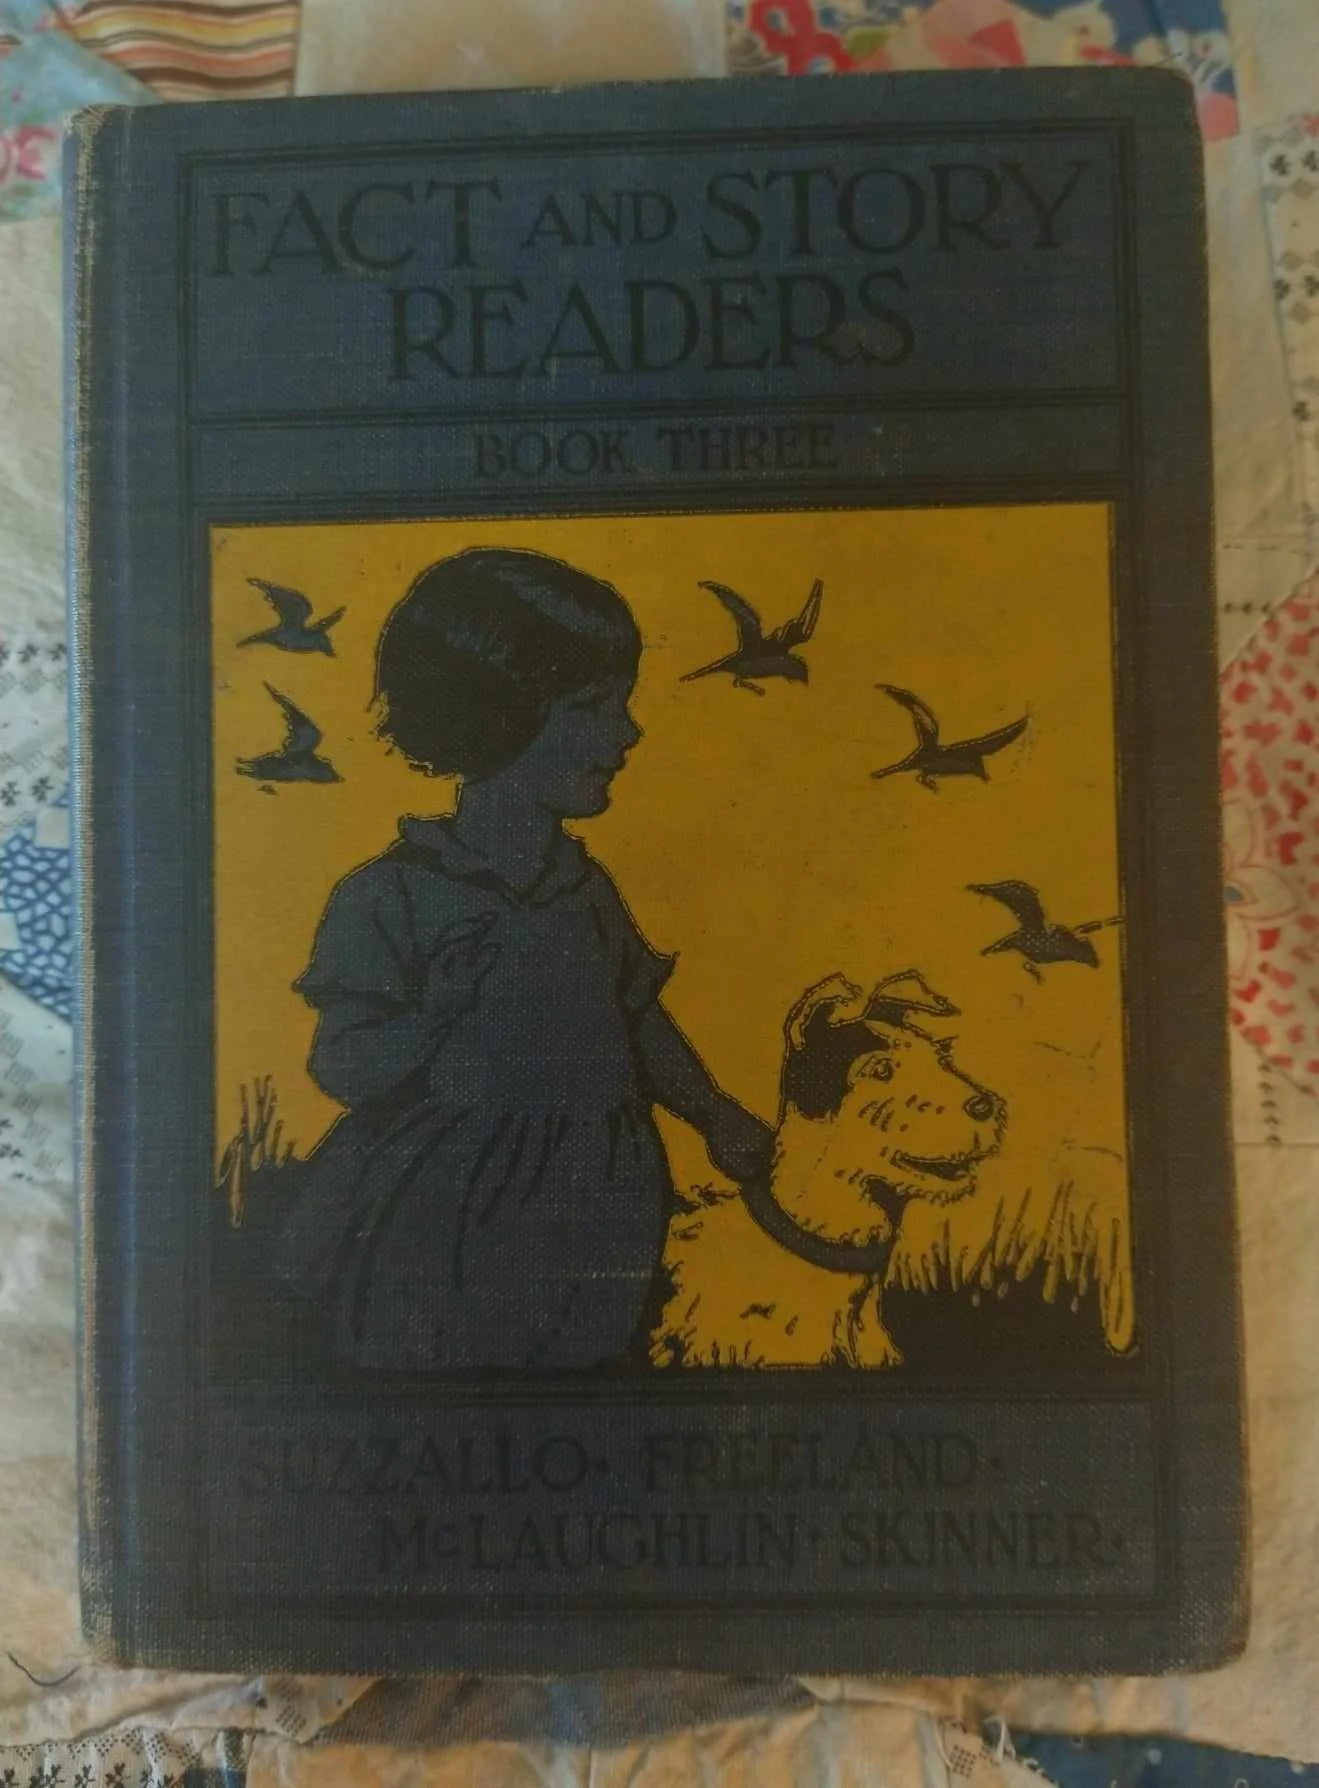 FACT AND STORY
READERS
BOOK THREE
SUZZALLO · FREELAND ·
McLAUGHLIN · SKINNER ·